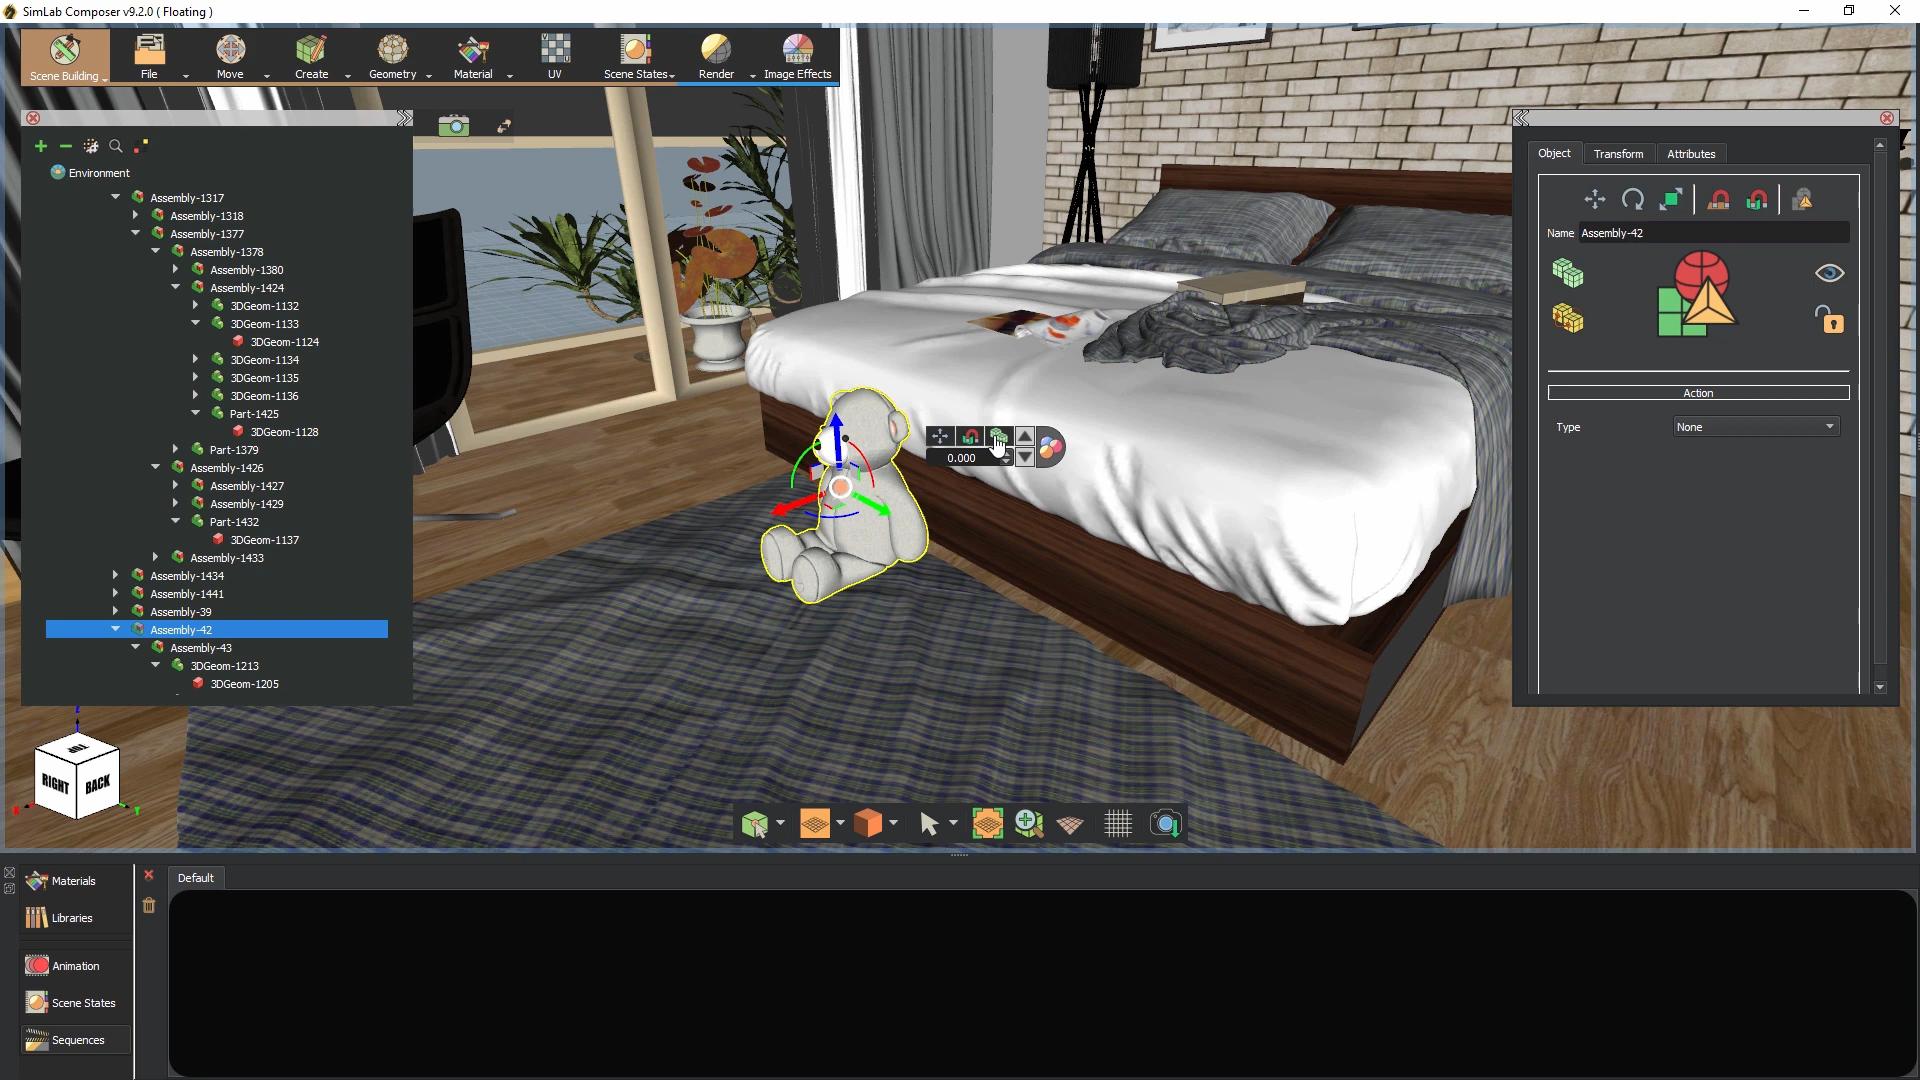 SimLab Composer v9.2.0 ( Floating )
Scene Building
File
Move
Create
Geometry
Material
UV
Scene States
Render
Image Effects
Environment
Assembly-1317
Assembly-1318
Assembly-1377
Assembly-1378
Assembly-1380
Assembly-1424
3DGeom-1132
3DGeom-1133
3DGeom-1124
3DGeom-1134
3DGeom-1135
3DGeom-1136
Part-1425
3DGeom-1128
Part-1379
Assembly-1426
Assembly-1427
Assembly-1429
Part-1432
3DGeom-1137
Assembly-1433
Assembly-1434
Assembly-1441
Assembly-39
Assembly-42
Assembly-43
3DGeom-1213
3DGeom-1205
0.000
Object
Transform
Attributes
Name Assembly-42
Action
Type None
TOP
RIGHT
BACK
Materials
Libraries
Animation
Scene States
Sequences
Default